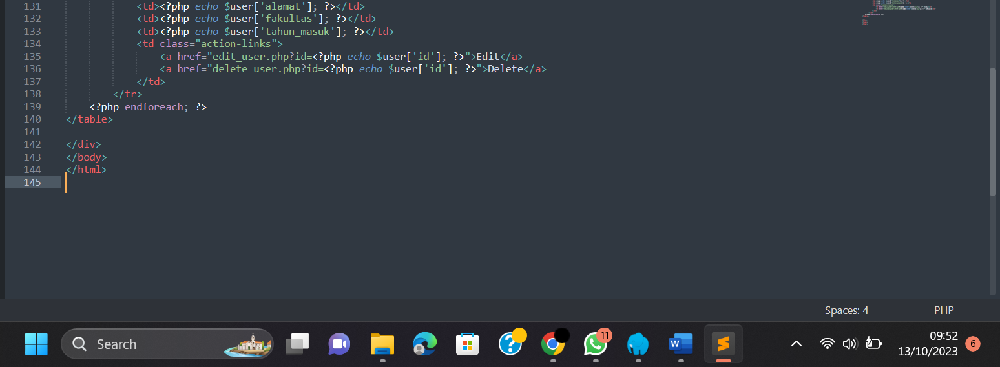 131 <td><?php echo $user['alamat']; ?></td>
132 <td><?php echo $user['fakultas']; ?></td>
133 <td><?php echo $user['tahun_masuk']; ?></td>
134 <td class="action-links">
135 <a href="edit_user.php?id=<?php echo $user['id']; ?>">Edit</a>
136 <a href="delete_user.php?id=<?php echo $user['id']; ?>">Delete</a>
137 </td>
138 </tr>
139 <?php endforeach; ?>
140 </table>
141
142 </div>
143 </body>
144 </html>
145
Spaces: 4 PHP
Search
11
W
09:52
13/10/2023
6